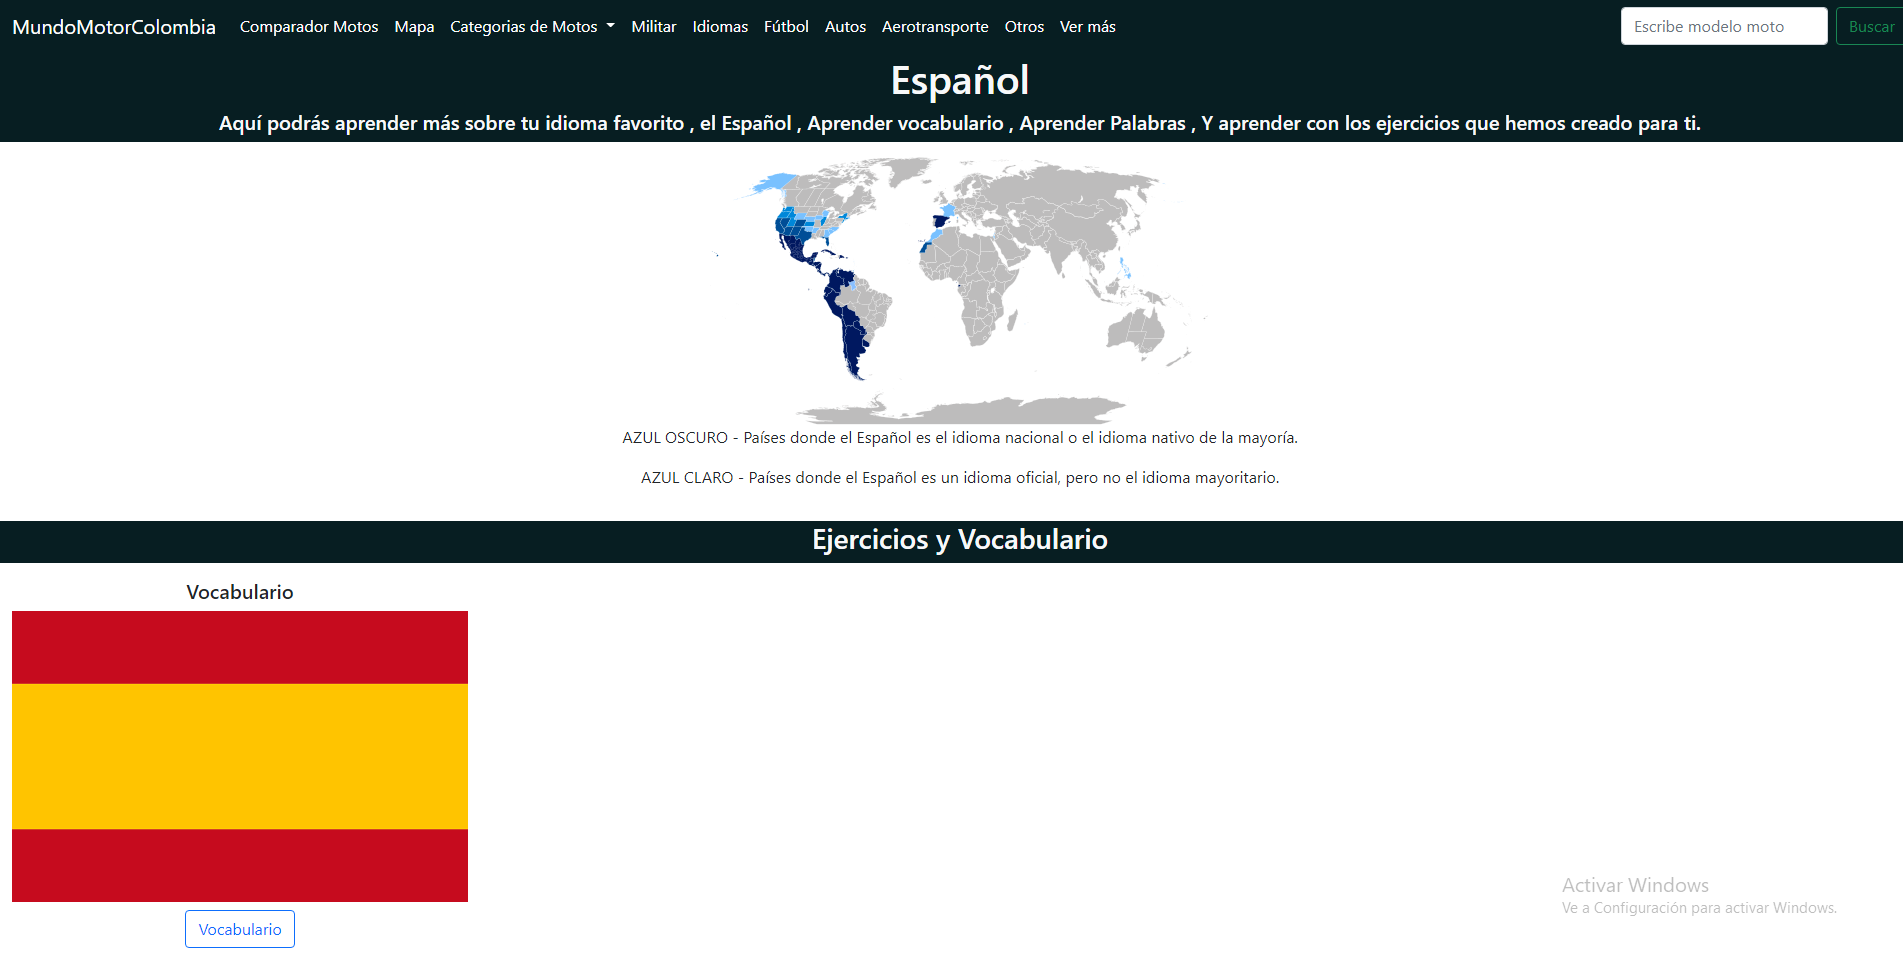 MundoMotorColombia Comparador Motos Mapa Categorias de Motos Militar Idiomas Fútbol Autos Aerotransporte Otros Ver más Escribe modelo moto Buscar
Español
Aquí podrás aprender más sobre tu idioma favorito , el Español , Aprender vocabulario , Aprender Palabras , Y aprender con los ejercicios que hemos creado para ti.
AZUL OSCURO - Países donde el Español es el idioma nacional o el idioma nativo de la mayoría.
AZUL CLARO - Países donde el Español es un idioma oficial, pero no el idioma mayoritario.
Ejercicios y Vocabulario
Vocabulario
Vocabulario
Activar Windows
Ve a Configuración para activar Windows.